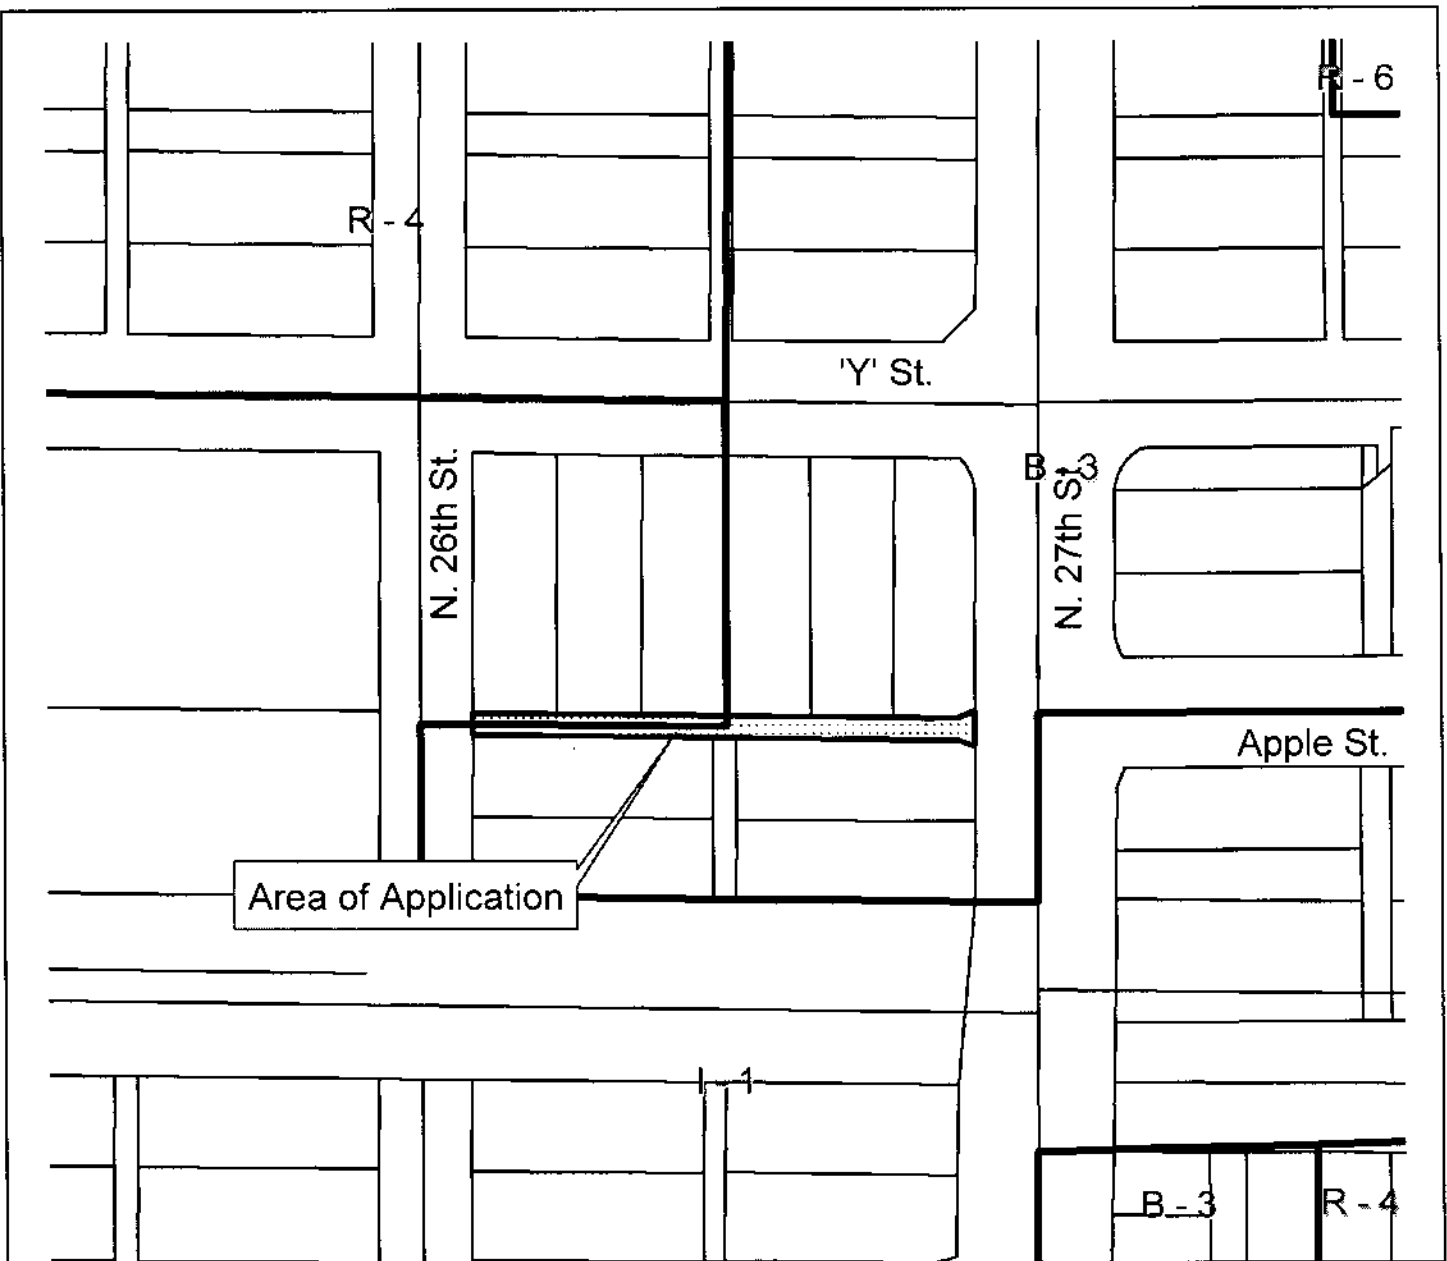 R - 6
R - 4
'Y' St.
N. 26th St.
B - 3
N. 27th St.
Apple St.
Area of Application
I - 1
B - 3
R - 4